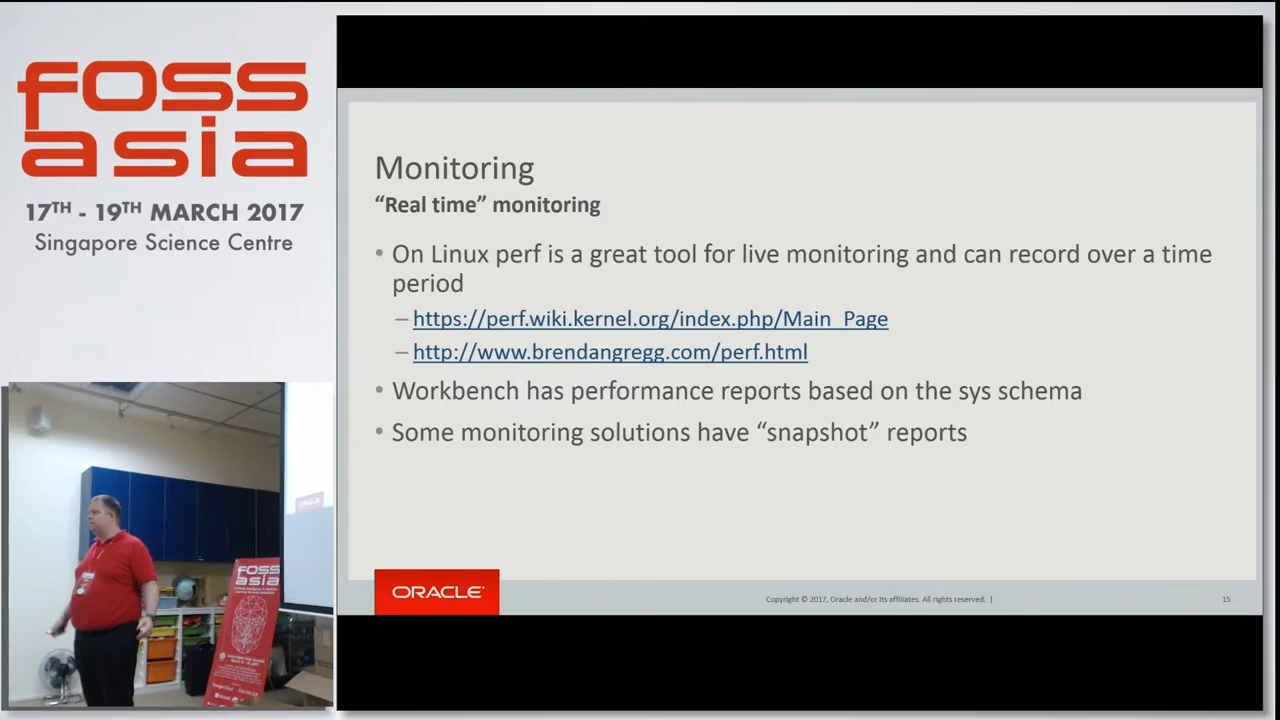 foss
asia
17TH - 19TH MARCH 2017
Singapore Science Centre
Monitoring
“Real time” monitoring
• On Linux perf is a great tool for live monitoring and can record over a time
period
– https://perf.wiki.kernel.org/index.php/Main_Page
– http://www.brendangregg.com/perf.html
• Workbench has performance reports based on the sys schema
• Some monitoring solutions have “snapshot” reports
ORACLE
Copyright © 2017, Oracle and/or its affiliates. All rights reserved. |
15
ORACLE
foss
asia